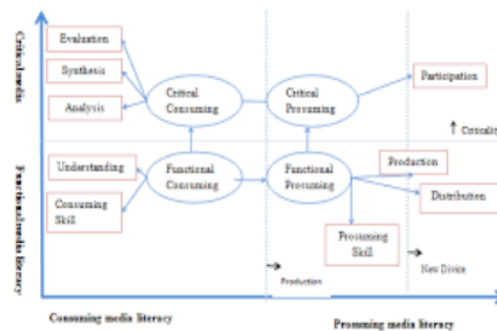 Evaluation
Synthesis
Analysis
Critical
Consuming
Critical
Prosuming
Participation
↑ Criticality
Understanding
Consuming
Skill
Functional
Consuming
Functional
Prosuming
Production
Distribution
Prosuming
Skill
Production
New Divice
Critical media
Functional media literacy
Consuming media literacy
Prosuming media literacy